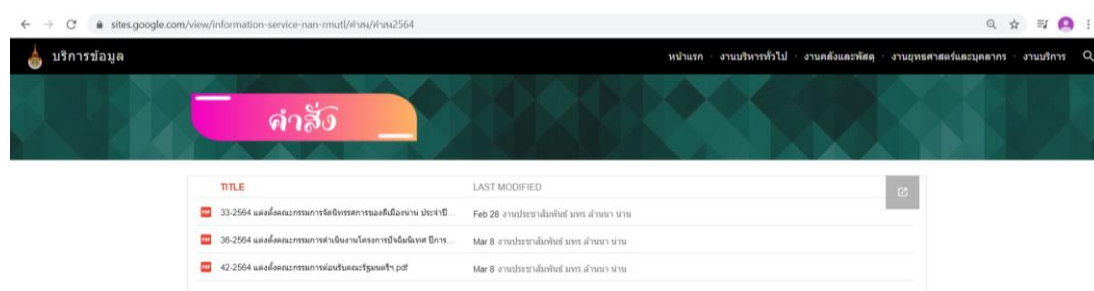 sites.google.com/view/information-service-nan-rmutl/คำสั่ง/คำสั่ง2564
บริการข้อมูล
หน้าแรก งานบริหารทั่วไป งานคลังและพัสดุ งานยุทธศาสตร์และบุคลากร งานบริการ
คำสั่ง
TITLE LAST MODIFIED
33-2564 แต่งตั้งคณะกรรมการจัดนิทรรศการของดีเมืองน่าน ประจำปี... Feb 28 งานประชาสัมพันธ์ มทร.ล้านนา น่าน
36-2564 แต่งตั้งคณะกรรมการดำเนินงานโครงการปัจฉิมนิเทศ ปีการ... Mar 8 งานประชาสัมพันธ์ มทร.ล้านนา น่าน
42-2564 แต่งตั้งคณะกรรมการต้อนรับคณะรัฐมนตรีฯ.pdf Mar 8 งานประชาสัมพันธ์ มทร.ล้านนา น่าน